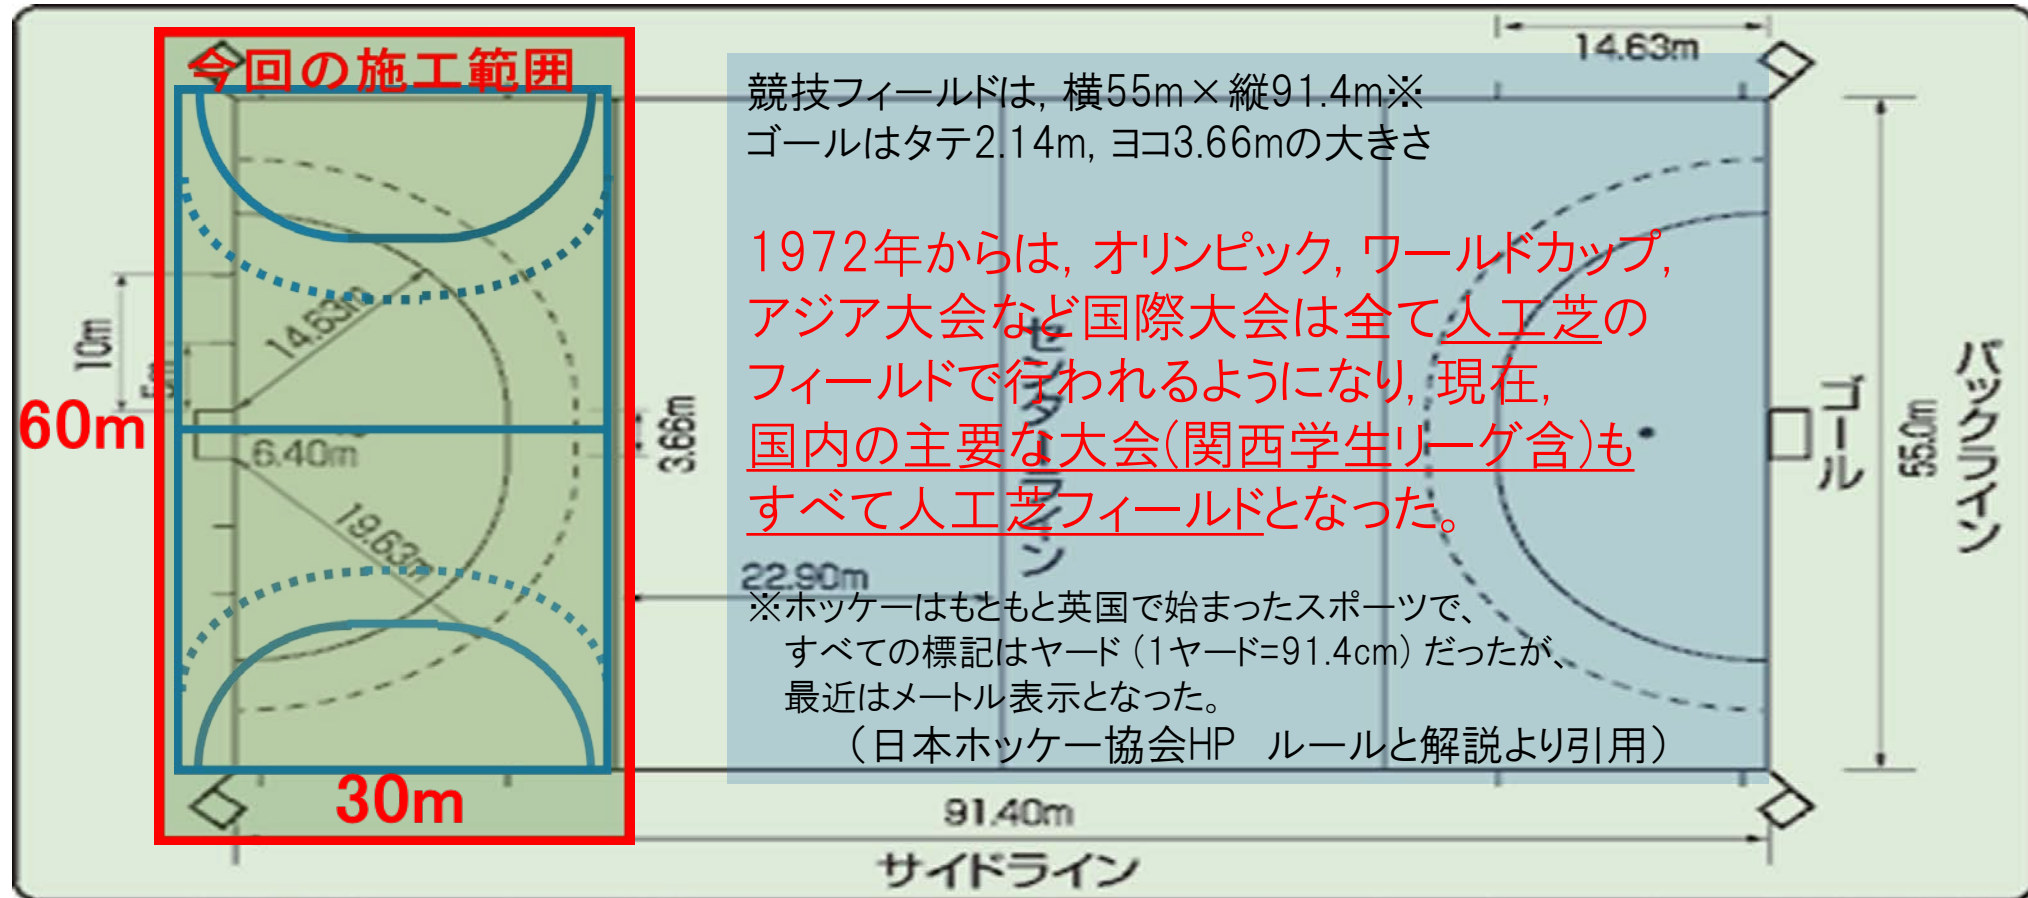 今回の施工範囲
14.63m
競技フィールドは, 横55m×縦91.4m※
ゴールはタテ2.14m, ヨコ3.66mの大きさ
1972年からは, オリンピック, ワールドカップ,
アジア大会など国際大会は全て人工芝の
フィールドで行われるようになり, 現在,
国内の主要な大会(関西学生リーグ含)も
すべて人工芝フィールドとなった。
※ホッケーはもともと英国で始まったスポーツで、
すべての標記はヤード (1ヤード=91.4cm) だったが、
最近はメートル表示となった。
（日本ホッケー協会HP　ルールと解説より引用）
10m
5m
60m
14.63m
6.40m
19.63m
3.66m
センターライン
22.90m
ゴール
55.0m
バックライン
30m
91.40m
サイドライン